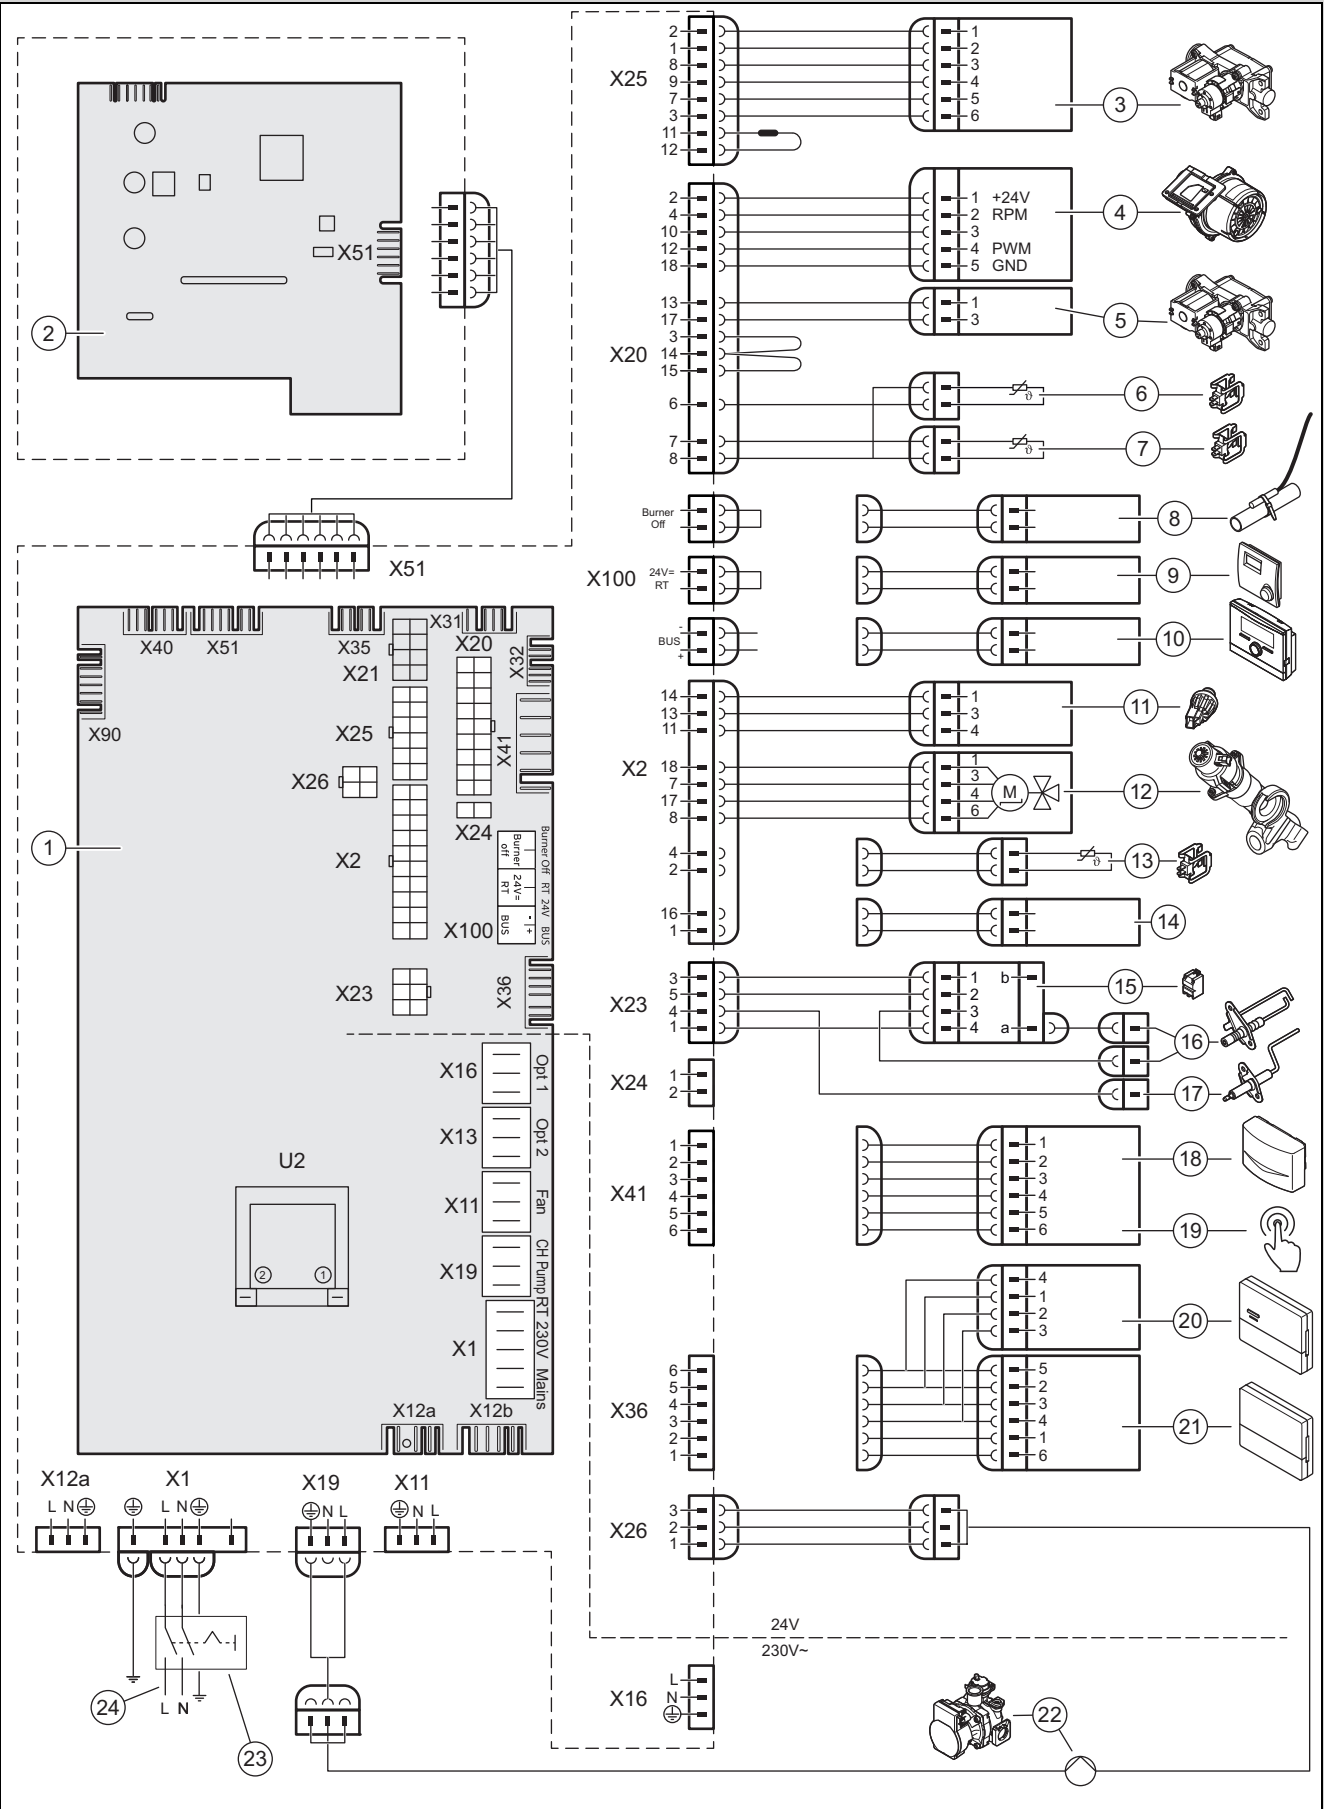 X51
2
X51
X25
2
1
8
9
7
3
11
12
1
2
3
4
5
6
3
X20
2
4
10
12
18
13
17
3
14
15
6
7
8
1 +24V
2 RPM
3
4 PWM
5 GND
4
1
3
5
ϑ
6
ϑ
7
Burner
Off
8
X100
24V=
RT
9
-
BUS
+
10
X2
14
13
11
18
7
17
8
4
2
16
1
1
3
4
11
1
3
4
6
M
12
ϑ
13
14
X23
3
5
4
1
1
2
3
4
b
a
15
16
17
X24
1
2
X41
1
2
3
4
5
6
1
2
3
4
5
6
18
19
4
1
2
3
20
X36
6
5
4
3
2
1
5
2
3
4
1
6
21
X26
3
2
1
24V
230V~
X16
L
N
22
1
X40
X51
X35
X31
X20
X32
X21
X90
X25
X41
X26
X24
X2
Burner
off
24V=
RT
- +
BUS
Burner Off
RT 24V
BUS
X100
X23
X36
X16
Opt 1
X13
Opt 2
X11
Fan
X19
CH Pump
X1
RT 230V
Mains
U2
2
1
X12a
X12b
X12a
L N
X1
L N
X19
N L
X11
N L
L N
24
23